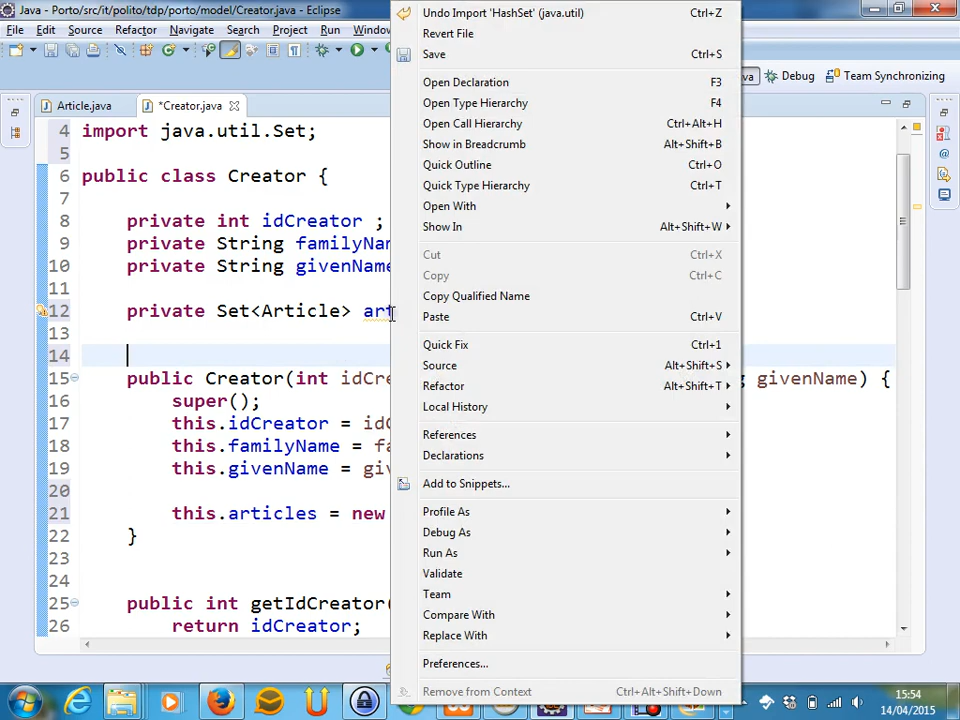 Java - Porto/src/it/polito/tdp/porto/model/Creator.java - Eclipse
File Edit Source Refactor Navigate Search Project Run Window
Debug Team Synchronizing
Article.java *Creator.java
4 import java.util.Set;
5
6 public class Creator {
7
8 private int idCreator ;
9 private String familyNam
10 private String givenName
11
12 private Set<Article> art
13
14
15 public Creator(int idCre givenName) {
16 super();
17 this.idCreator = idC
18 this.familyName = fa
19 this.givenName = giv
20
21 this.articles = new
22 }
23
24
25 public int getIdCreator(
26 return idCreator;
Undo Import 'HashSet' (java.util) Ctrl+Z
Revert File
Save Ctrl+S
Open Declaration F3
Open Type Hierarchy F4
Open Call Hierarchy Ctrl+Alt+H
Show in Breadcrumb Alt+Shift+B
Quick Outline Ctrl+O
Quick Type Hierarchy Ctrl+T
Open With
Show In Alt+Shift+W
Cut Ctrl+X
Copy Ctrl+C
Copy Qualified Name
Paste Ctrl+V
Quick Fix Ctrl+1
Source Alt+Shift+S
Refactor Alt+Shift+T
Local History
References
Declarations
Add to Snippets...
Profile As
Debug As
Run As
Validate
Team
Compare With
Replace With
Preferences...
Remove from Context Ctrl+Alt+Shift+Down
15:54
14/04/2015